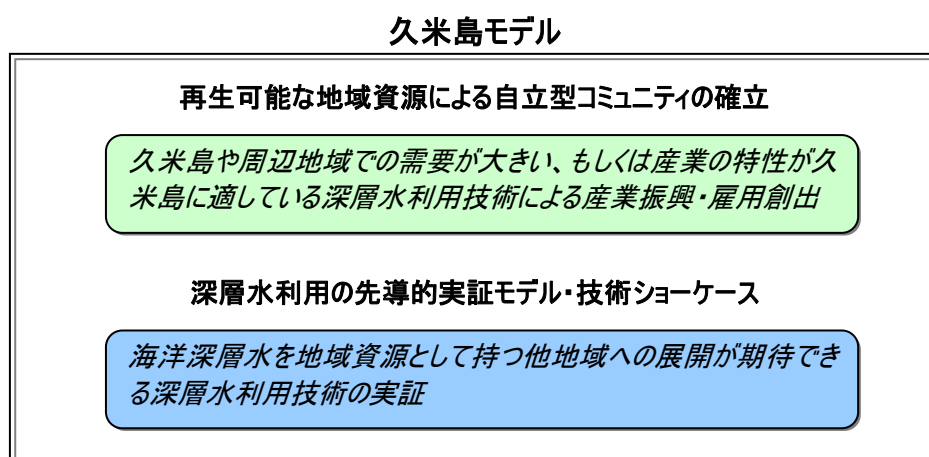 久米島モデル
再生可能な地域資源による自立型コミュニティの確立
久米島や周辺地域での需要が大きい、もしくは産業の特性が久
米島に適している深層水利用技術による産業振興・雇用創出
深層水利用の先導的実証モデル・技術ショーケース
海洋深層水を地域資源として持つ他地域への展開が期待でき
る深層水利用技術の実証